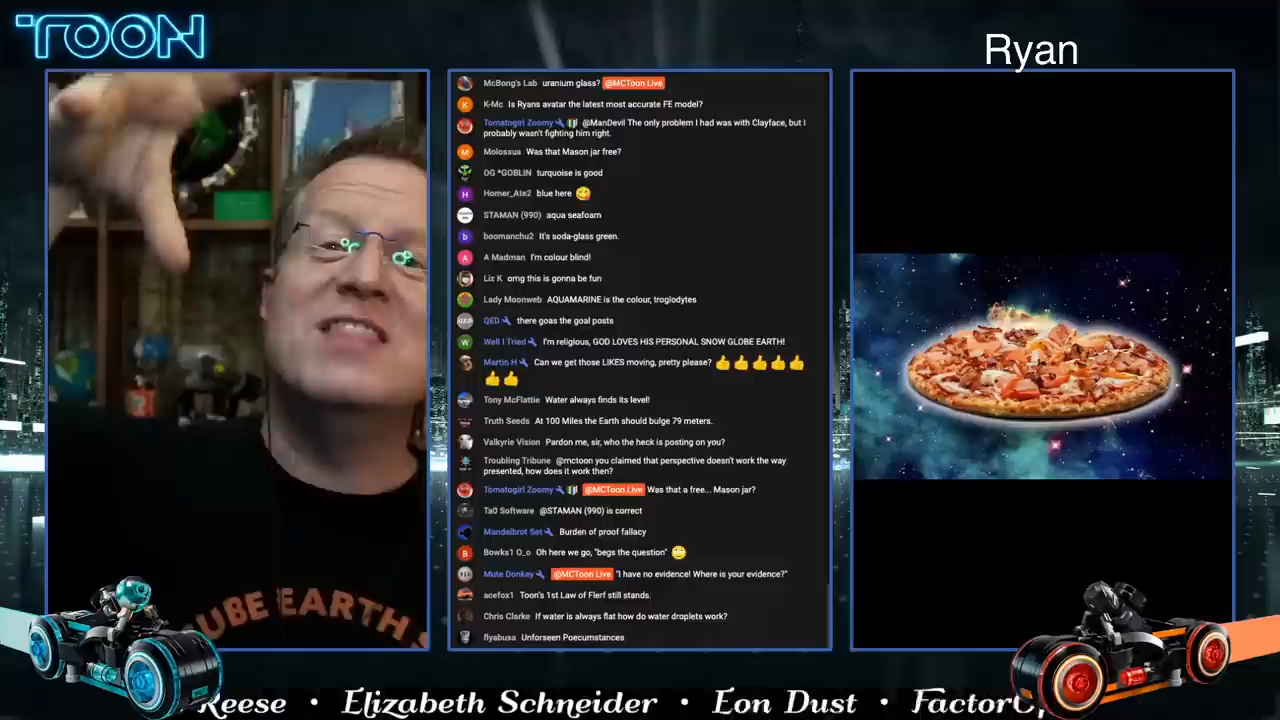 TOON
Ryan
McBong's Lab uranium glass? @MCToon Live
K-Mc Is Ryans avatar the latest most accurate FE model?
Tomatogirl Zoomy @ManDevil The only problem I had was with Clayface, but I
probably wasn't fighting him right.
Molossus Was that Mason jar free?
OG *GOBLIN turquoise is good
Homer_Ate2 blue here
STAMAN (990) aqua seafoam
boomanchu2 It's soda-glass green.
A Madman I'm colour blind!
Liz K omg this is gonna be fun
Lady Moonweb AQUAMARINE is the colour, troglodytes
QED there goas the goal posts
Well I Tried I'm religious, GOD LOVES HIS PERSONAL SNOW GLOBE EARTH!
Martin H Can we get those LIKES moving, pretty please?
Tony McFlattie Water always finds its level!
Truth Seeds At 100 Miles the Earth should bulge 79 meters.
Valkyrie Vision Pardon me, sir, who the heck is posting on you?
Troubling Tribune @mctoon you claimed that perspective doesn't work the way
presented, how does it work then?
Tomatogirl Zoomy @MCToon Live Was that a free... Mason jar?
Ta0 Software @STAMAN (990) is correct
Mandelbrot Set Burden of proof fallacy
Bowks1 O_o Oh here we go, "begs the question"
Mute Donkey @MCToon Live "I have no evidence! Where is your evidence?"
acefox1 Toon's 1st Law of Flerf still stands.
Chris Clarke If water is always flat how do water droplets work?
flyabusa Unforseen Poecumstances
UBE EARTH
Reese • Elizabeth Schneider • Eon Dust • Factor